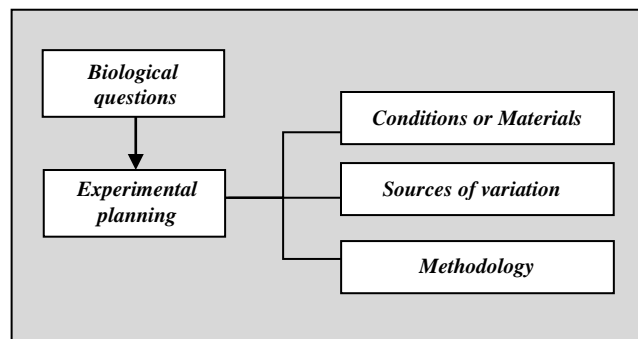 Biological
questions
Experimental
planning
Conditions or Materials
Sources of variation
Methodology